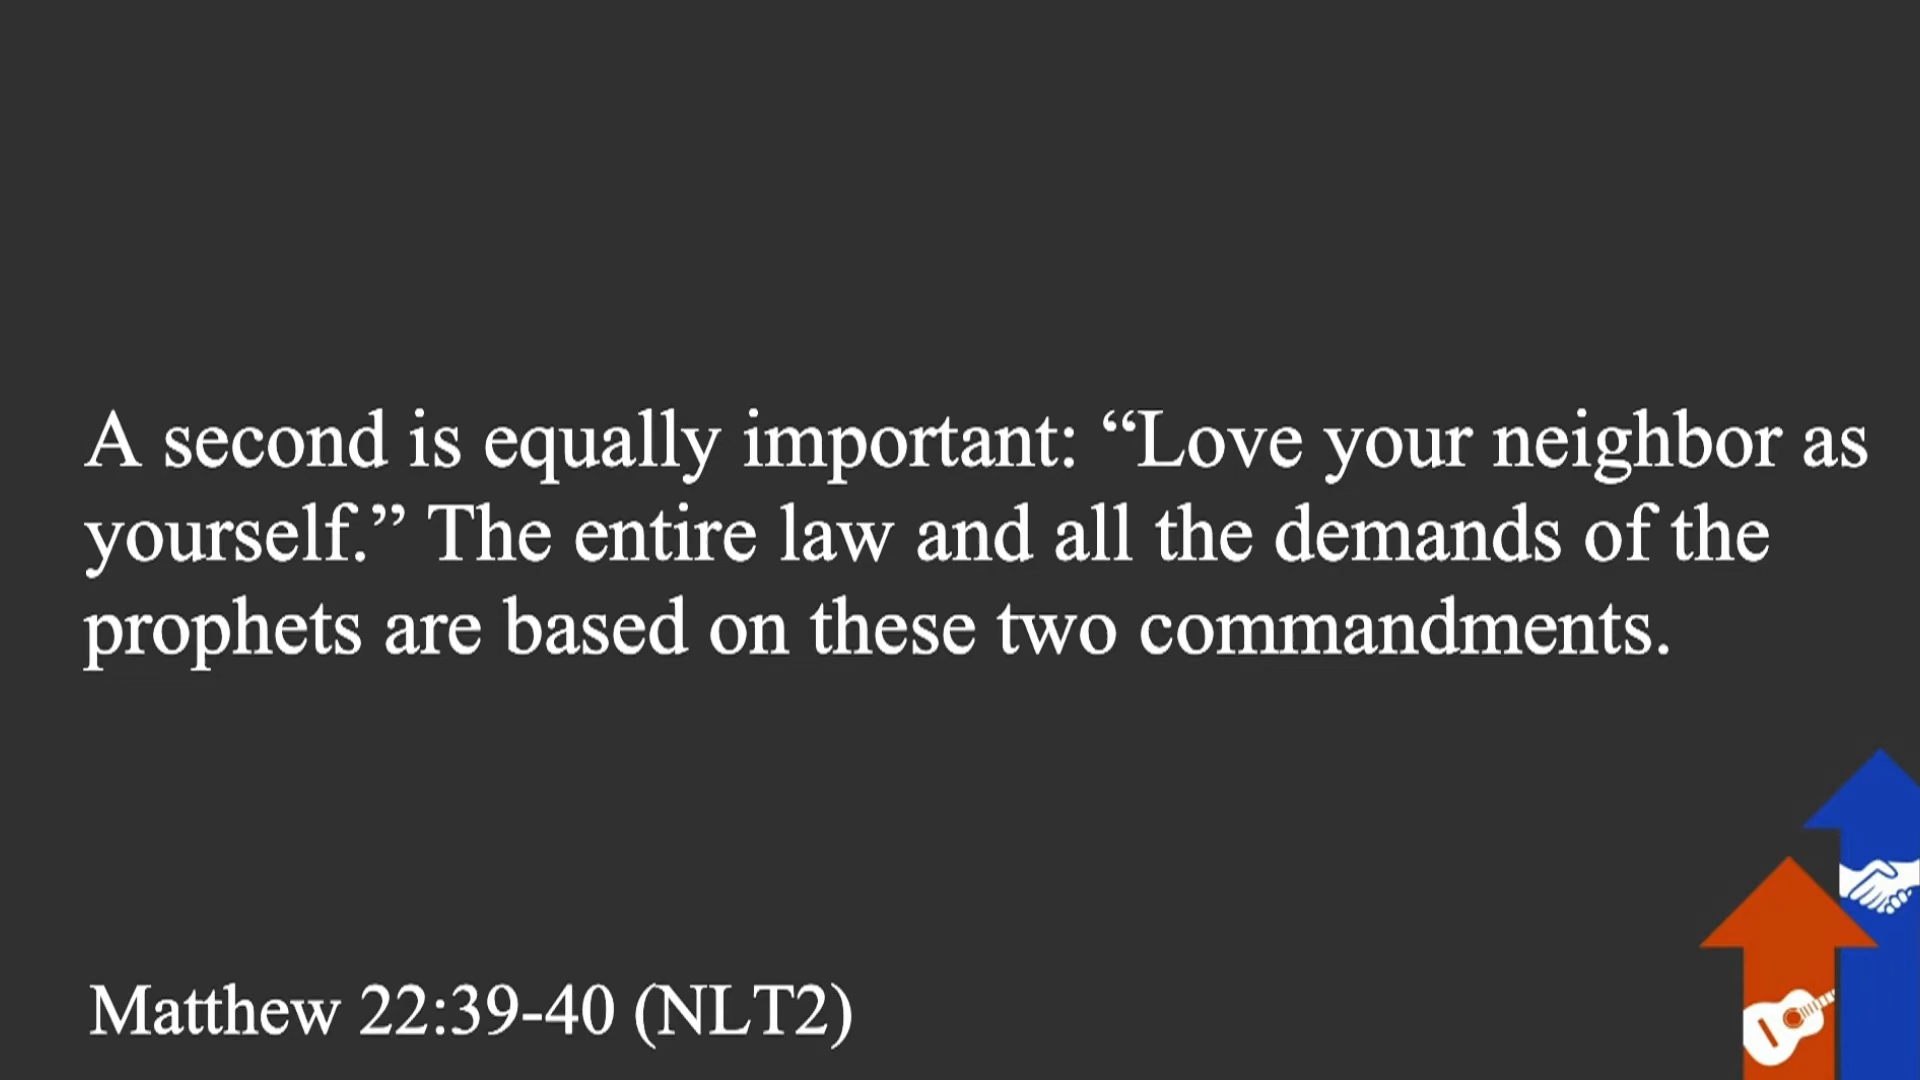 A second is equally important: “Love your neighbor as
yourself.” The entire law and all the demands of the
prophets are based on these two commandments.
Matthew 22:39-40 (NLT2)